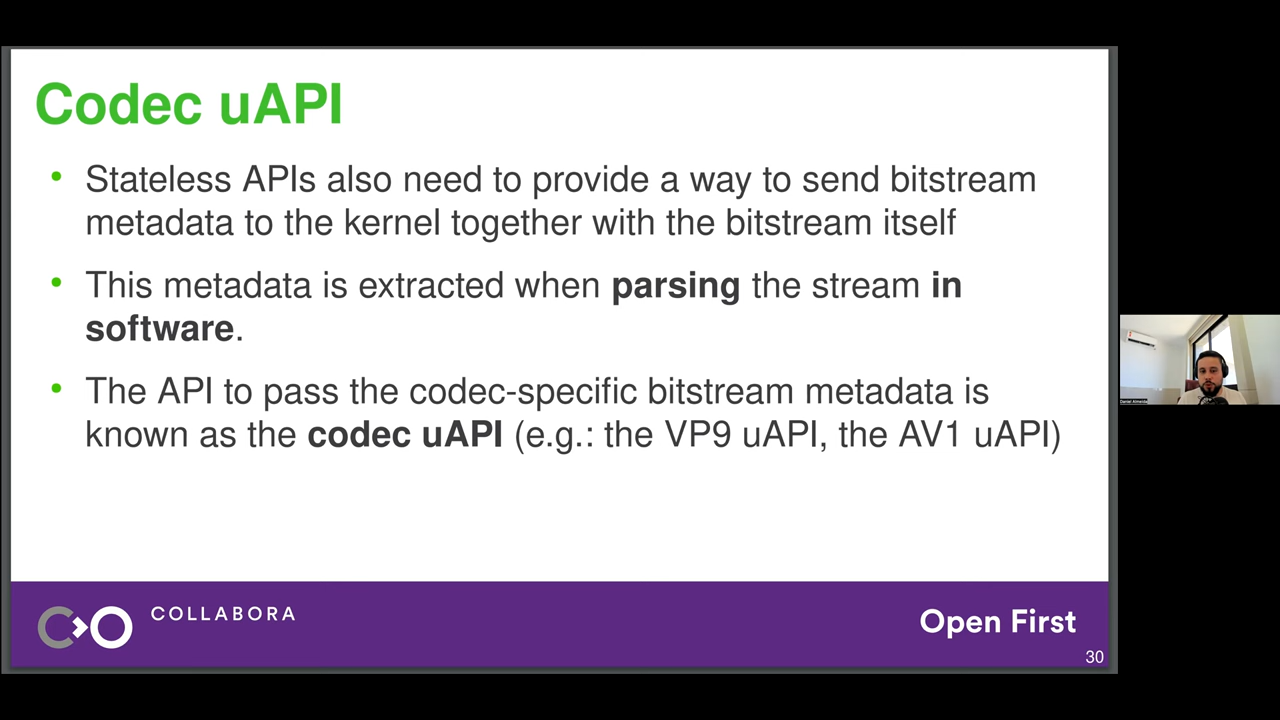 Codec uAPI
• Stateless APIs also need to provide a way to send bitstream
metadata to the kernel together with the bitstream itself
• This metadata is extracted when parsing the stream in
software.
• The API to pass the codec-specific bitstream metadata is
known as the codec uAPI (e.g.: the VP9 uAPI, the AV1 uAPI)
COLLABORA
Open First
30
Daniel Almeida